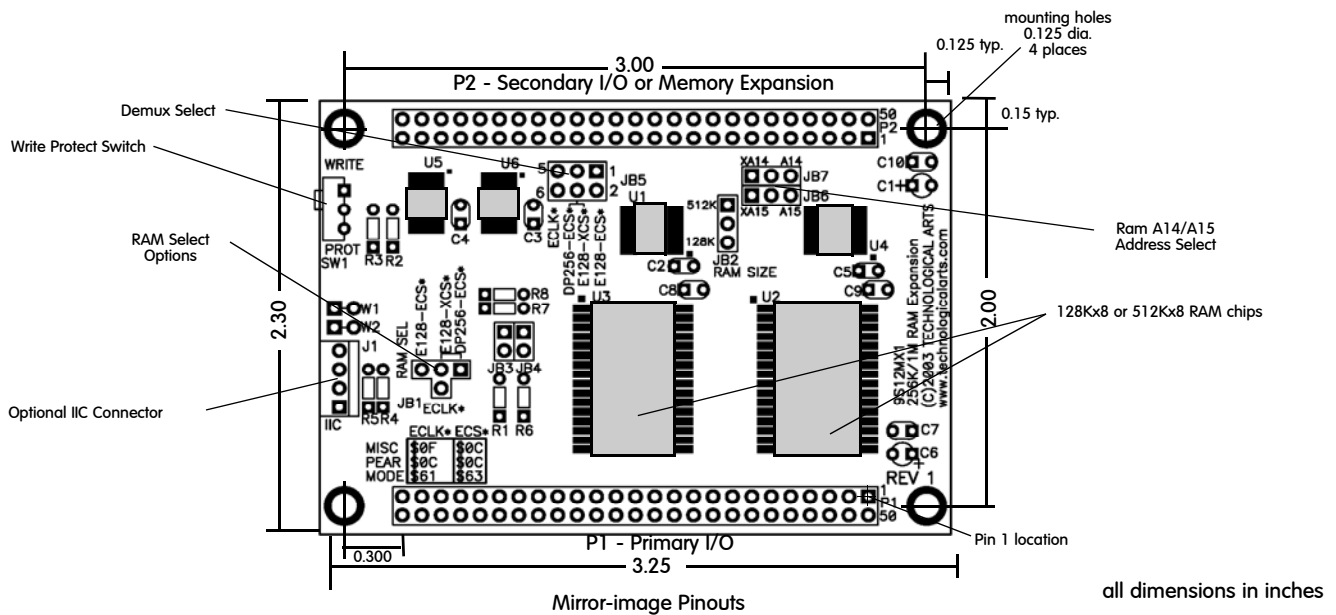 mounting holes
0.125 dia.
4 places
0.125 typ.
3.00
P2 - Secondary I/O or Memory Expansion
Demux Select
0.15 typ.
Write Protect Switch
50
P2
1
WRITE
U5
U6
5
1
6
2
JB5
U1
XA14 A14
JB7
JB6
XA15 A15
C10
C1+
512K
128K
JB2
RAM SIZE
PROT
SW1
R3
R2
C4
C3
ECLK*
DP256-ECS*
E128-XCS*
E128-ECS*
C2
C8
U4
C5
C9
Ram A14/A15
Address Select
RAM Select
Options
2.30
2.00
W1
W2
J1
RAM SEL
E128-ECS*
E128-XCS*
DP256-ECS*
R8
R7
U3
U2
128Kx8 or 512Kx8 RAM chips
9S12MX1
256K/1M RAM Expansion
(C)2003 TECHNOLOGICAL ARTS
www.technologicalarts.com
JB3
JB4
Optional IIC Connector
IIC
R5
R4
JB1
ECLK*
R1
R6
C7
C6
+
REV 1
ECLK* ECS*
MISC $0F $0C
PEAR $0C $0C
MODE $61 $63
1
P1
50
Pin 1 location
0.300
P1 - Primary I/O
3.25
Mirror-image Pinouts
all dimensions in inches